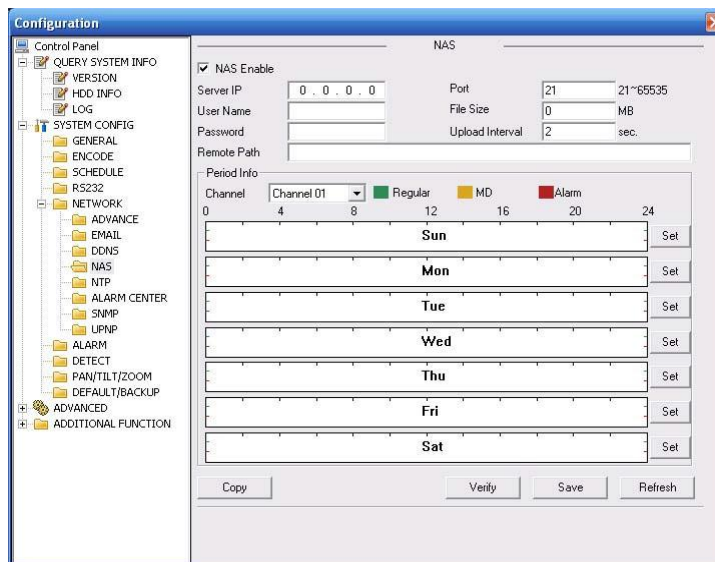 Configuration
Control Panel
QUERY SYSTEM INFO
VERSION
HDD INFO
LOG
SYSTEM CONFIG
GENERAL
ENCODE
SCHEDULE
RS232
NETWORK
ADVANCE
EMAIL
DDNS
NAS
NTP
ALARM CENTER
SNMP
UPNP
ALARM
DETECT
PAN/TILT/ZOOM
DEFAULT/BACKUP
ADVANCED
ADDITIONAL FUNCTION
NAS
NAS Enable
Server IP 0 . 0 . 0 . 0 Port 21 21~65535
User Name File Size 0 MB
Password Upload Interval 2 sec.
Remote Path
Period Info
Channel Channel 01 Regular MD Alarm
0 4 8 12 16 20 24
Sun Set
Mon Set
Tue Set
Wed Set
Thu Set
Fri Set
Sat Set
Copy Verify Save Refresh